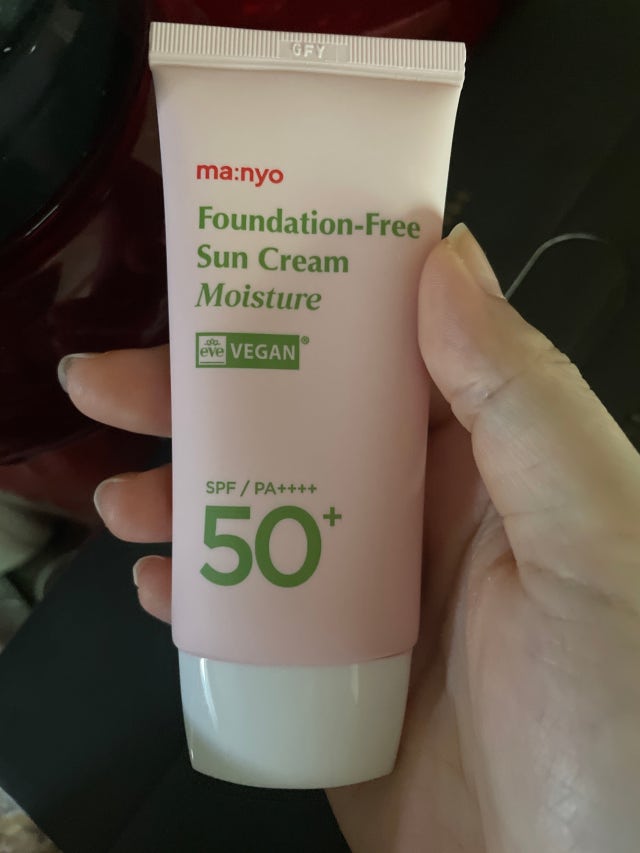 GFY
ma:nyo
Foundation-Free
Sun Cream
Moisture
eve VEGAN®
SPF / PA++++
50+